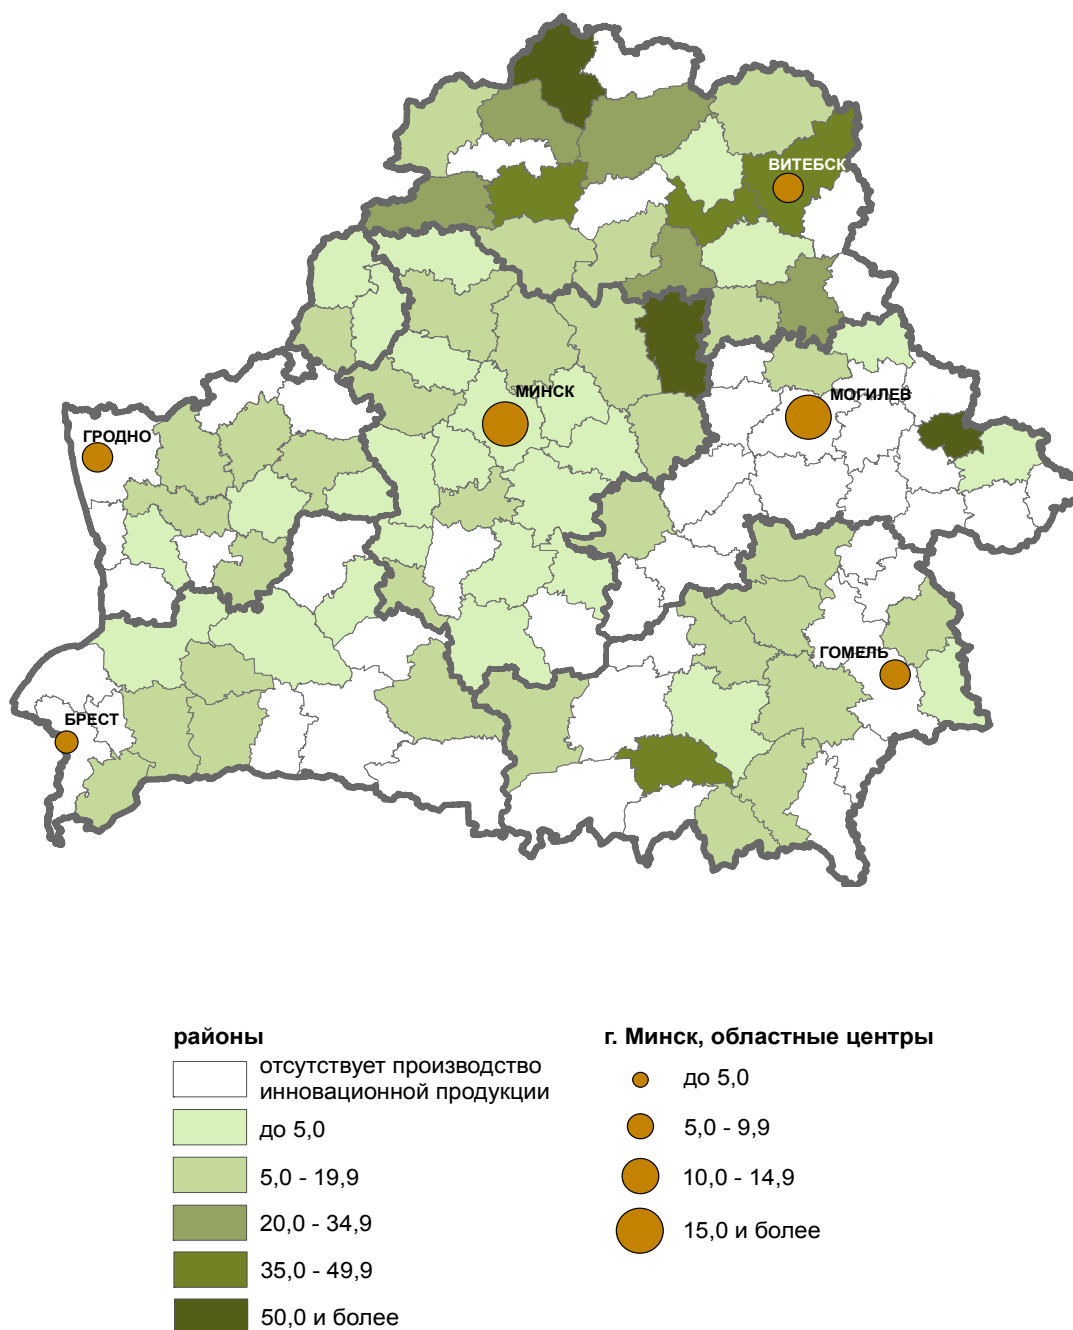 ВИТЕБСК
МИНСК
МОГИЛЕВ
ГРОДНО
ГОМЕЛЬ
БРЕСТ
районы
отсутствует производство
инновационной продукции
до 5,0
5,0 - 19,9
20,0 - 34,9
35,0 - 49,9
50,0 и более
г. Минск, областные центры
до 5,0
5,0 - 9,9
10,0 - 14,9
15,0 и более